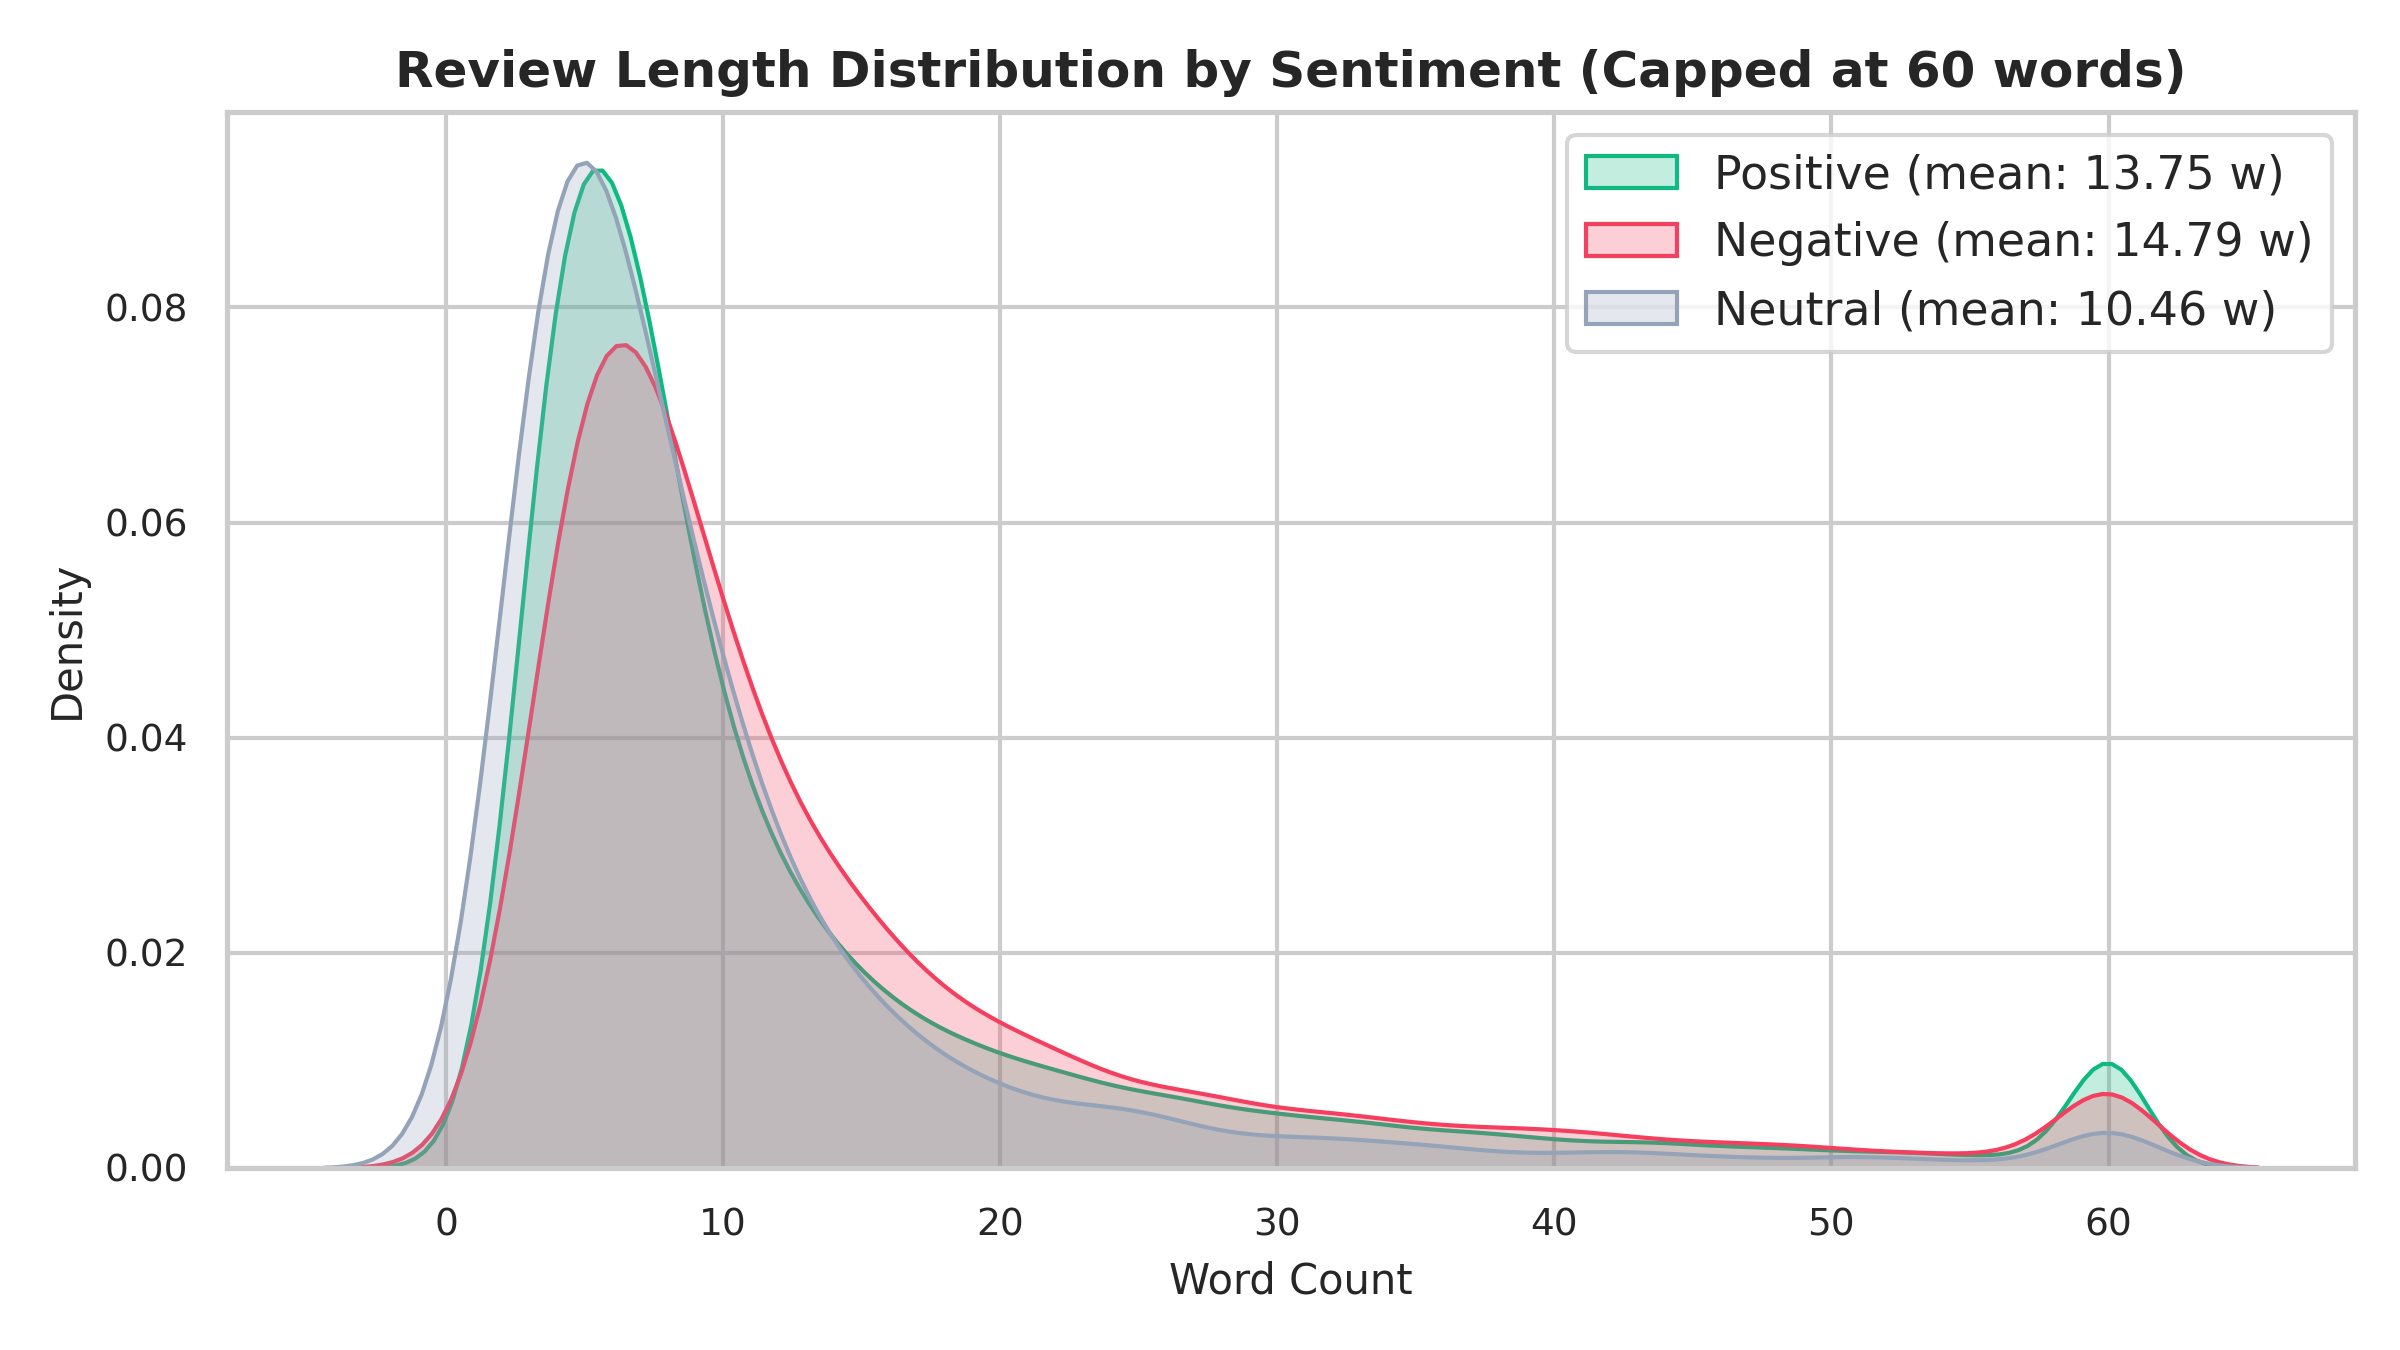 Review Length Distribution by Sentiment (Capped at 60 words)
Positive (mean: 13.75 w)
Negative (mean: 14.79 w)
Neutral (mean: 10.46 w)
Density
0.08
0.06
0.04
0.02
0.00
0 10 20 30 40 50 60
Word Count